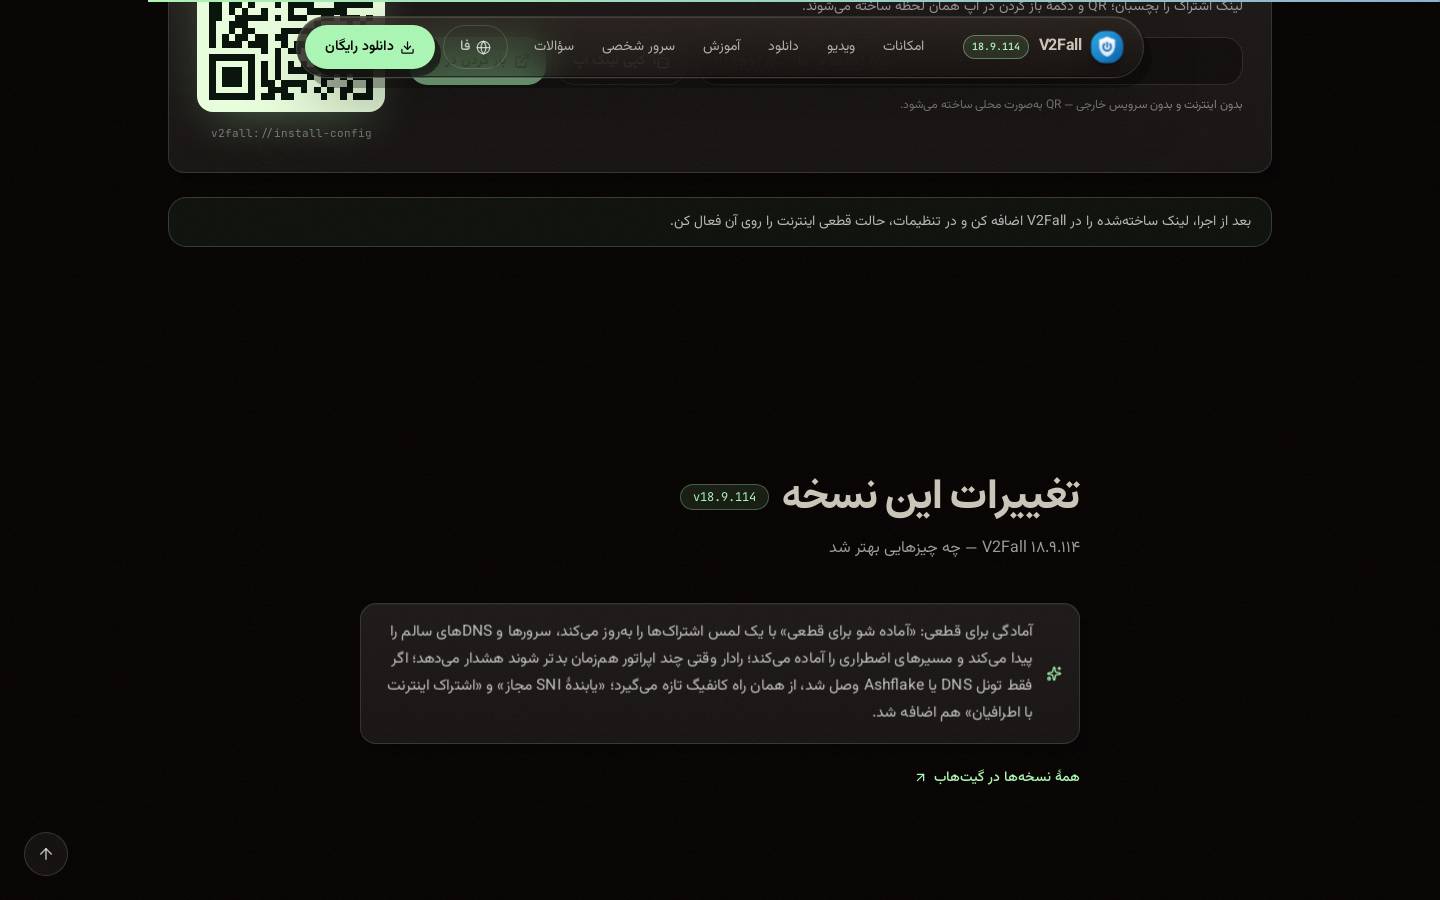 لینک اشتراک را بچسبان؛ QR و دکمهٔ باز کردن در اپ همان لحظه ساخته می‌شوند.
V2Fall 18.9.114 امکانات ویدیو دانلود آموزش سرور شخصی سؤالات فا دانلود رایگان
بدون اینترنت و بدون سرویس خارجی — QR به‌صورت محلی ساخته می‌شود.
v2fall://install-config
بعد از اجرا، لینک ساخته‌شده را در V2Fall اضافه کن و در تنظیمات، حالت قطعی اینترنت را روی آن فعال کن.
تغییرات این نسخه v18.9.114
V2Fall ۱۸.۹.۱۱۴ — چه چیزهایی بهتر شد
آمادگی برای قطعی: «آماده شو برای قطعی» با یک لمس اشتراک‌ها را به‌روز می‌کند، سرورها و DNSهای سالم را
پیدا می‌کند و مسیرهای اضطراری را آماده می‌کند؛ رادار وقتی چند اپراتور هم‌زمان بدتر شوند هشدار می‌دهد؛ اگر
فقط تونل DNS یا Ashflake وصل شد، از همان راه کانفیگ تازه می‌گیرد؛ «یابندهٔ SNI مجاز» و «اشتراک اینترنت
با اطرافیان» هم اضافه شد.
همهٔ نسخه‌ها در گیت‌هاب